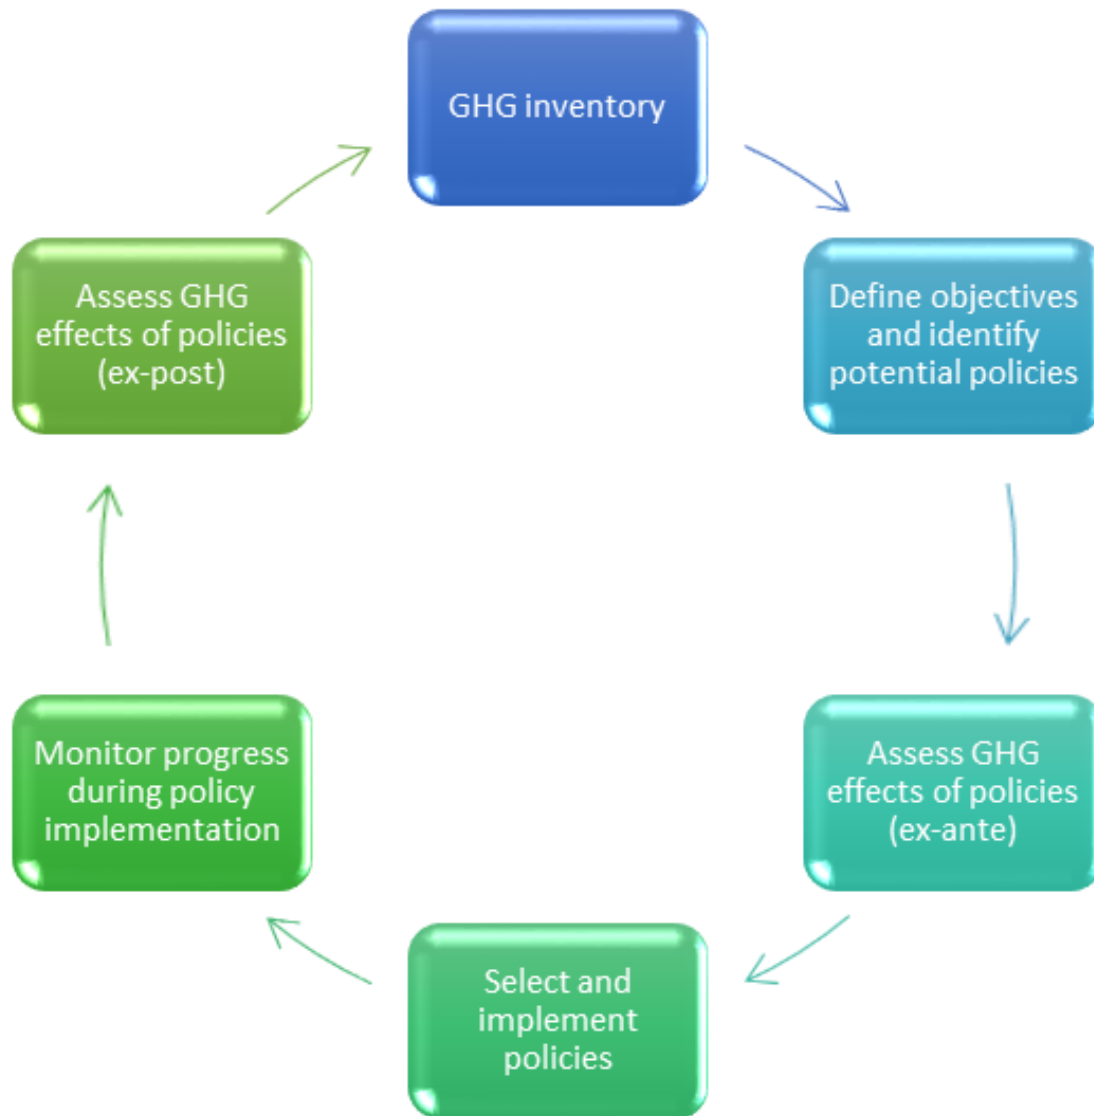 GHG inventory
Define objectives
and identify
potential policies
Assess GHG
effects of policies
(ex-ante)
Select and
implement
policies
Monitor progress
during policy
implementation
Assess GHG
effects of policies
(ex-post)